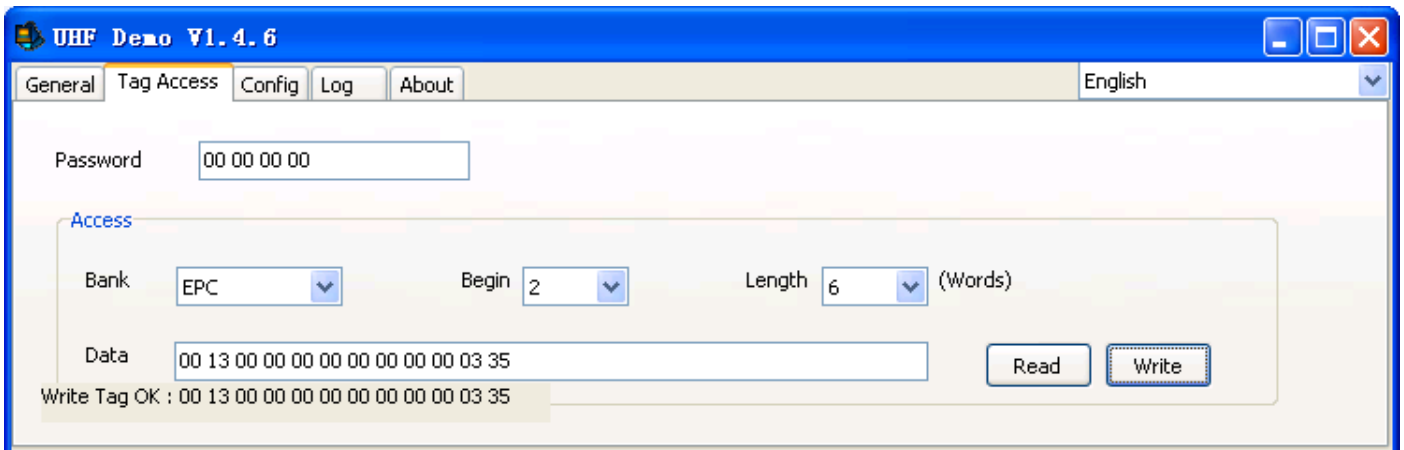 UHF Demo V1.4.6
General Tag Access Config Log About English
Password 00 00 00 00
Access
Bank EPC Begin 2 Length 6 (Words)
Data 00 13 00 00 00 00 00 00 00 00 03 35 Read Write
Write Tag OK : 00 13 00 00 00 00 00 00 00 00 03 35